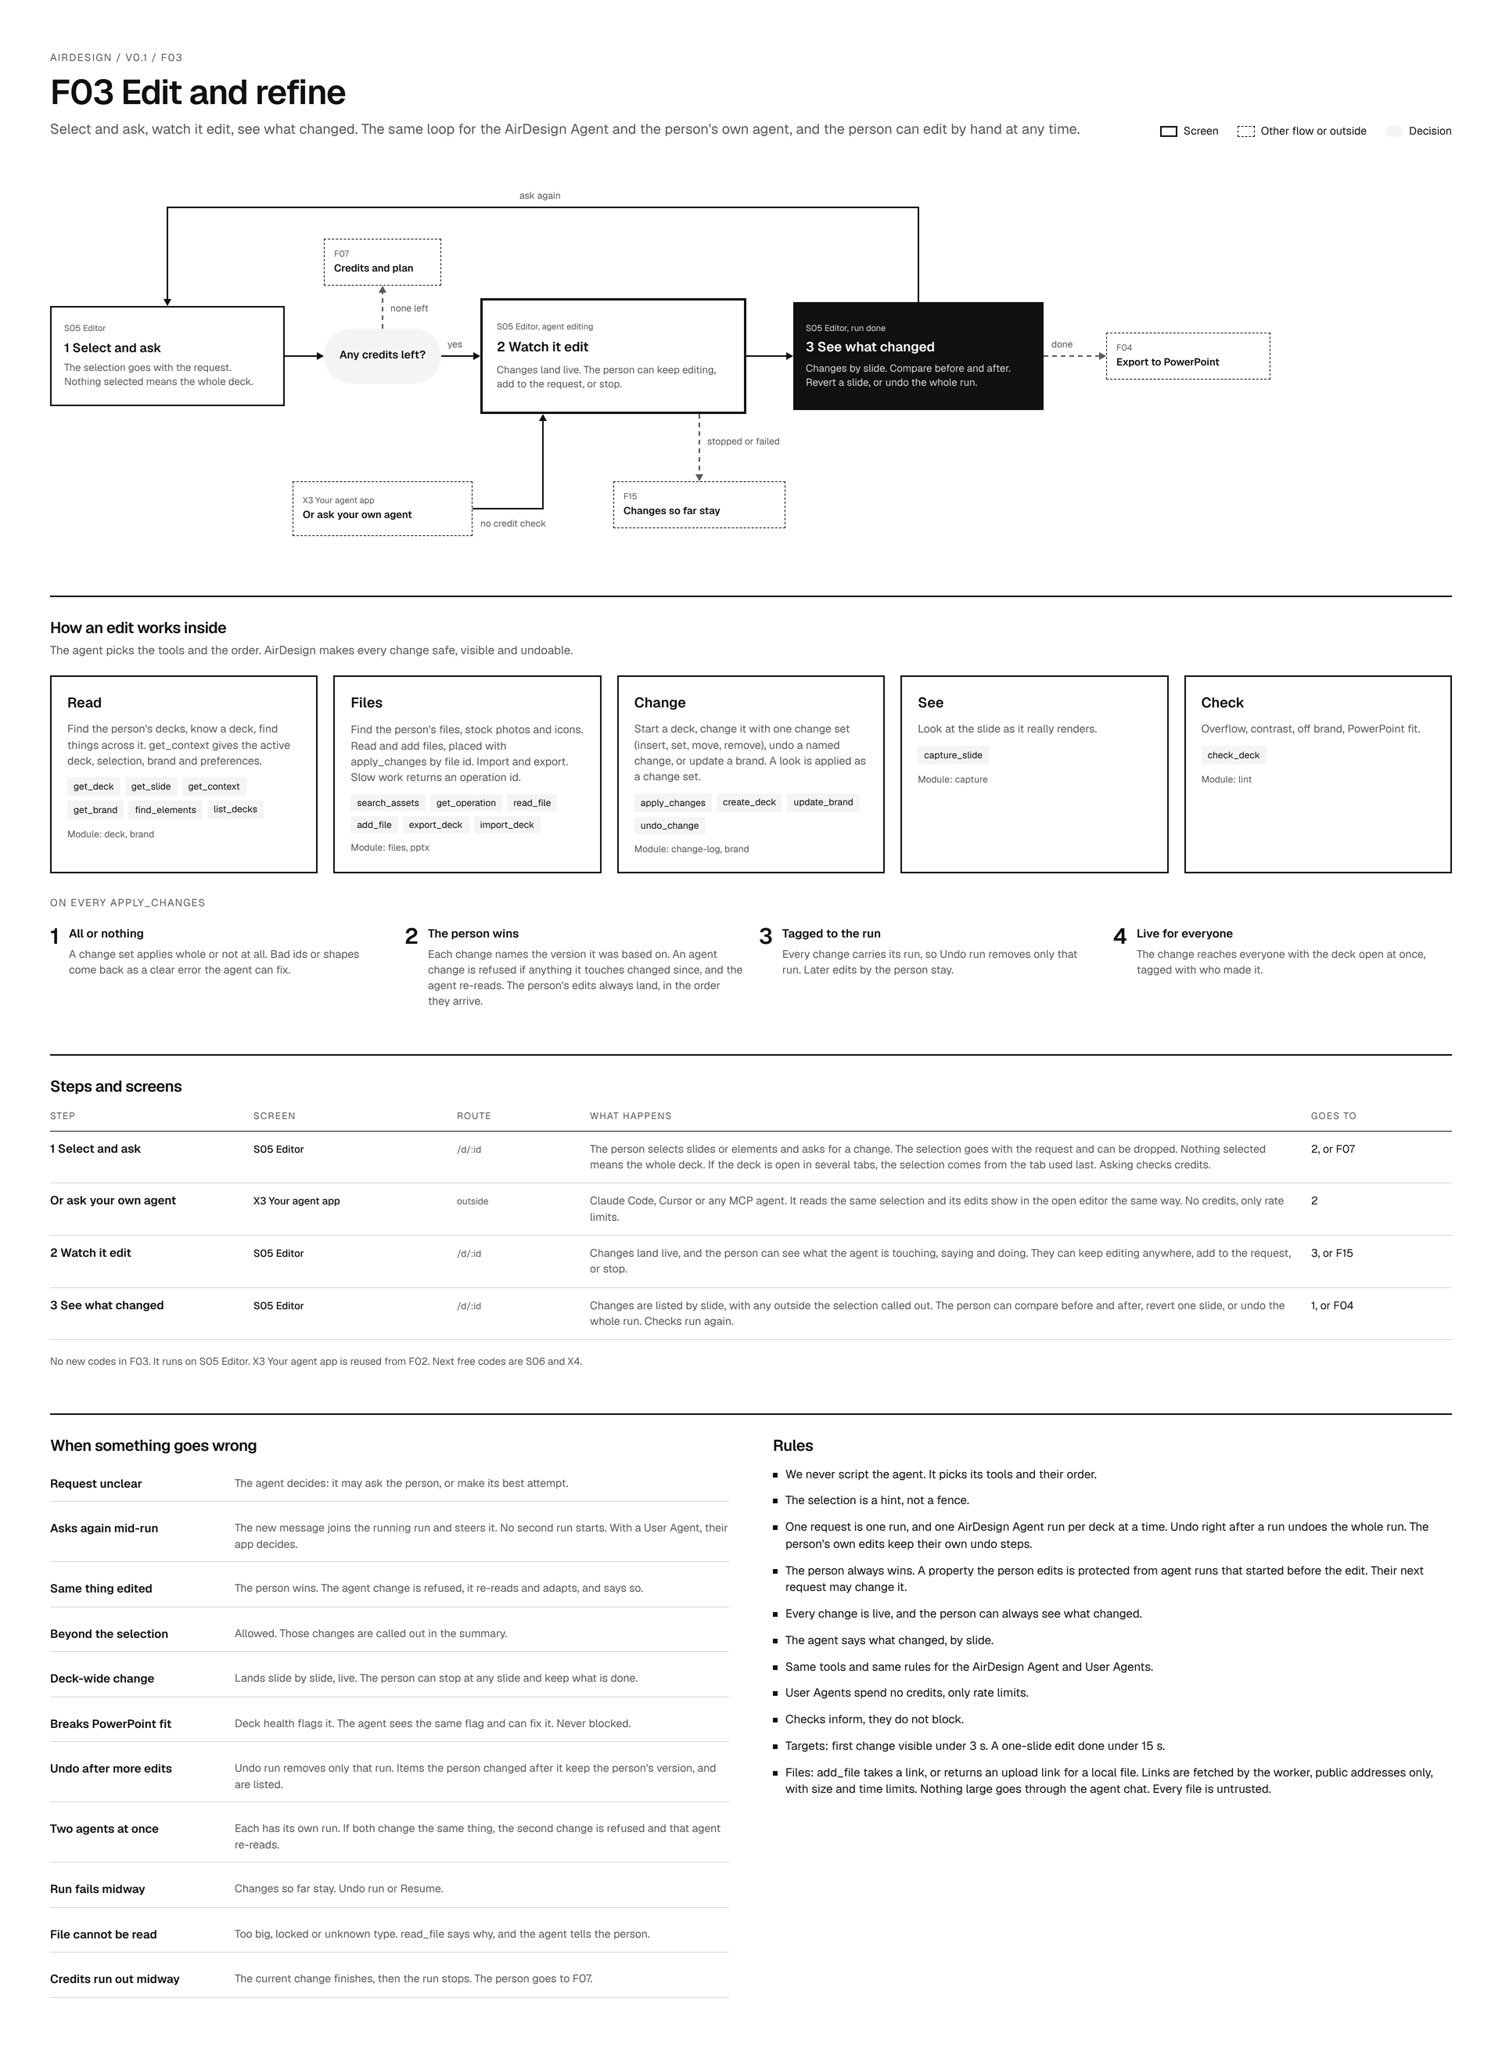 AIRDESIGN / V0.1 / F03
F03 Edit and refine
Select and ask, watch it edit, see what changed. The same loop for the AirDesign Agent and the person's own agent, and the person can edit by hand at any time.
Screen
Other flow or outside
Decision
ask again
F07
Credits and plan
none left
S05 Editor
1 Select and ask
The selection goes with the request.
Nothing selected means the whole deck.
Any credits left?
yes
S05 Editor, agent editing
2 Watch it edit
Changes land live. The person can keep editing,
add to the request, or stop.
S05 Editor, run done
3 See what changed
Changes by slide. Compare before and after.
Revert a slide, or undo the whole run.
done
F04
Export to PowerPoint
stopped or failed
X3 Your agent app
Or ask your own agent
no credit check
F15
Changes so far stay
How an edit works inside
The agent picks the tools and the order. AirDesign makes every change safe, visible and undoable.
Read
Find the person's decks, know a deck, find
things across it. get_context gives the active
deck, selection, brand and preferences.
get_deck get_slide get_context
get_brand find_elements list_decks
Module: deck, brand
Files
Find the person's files, stock photos and icons.
Read and add files, placed with
apply_changes by file id. Import and export.
Slow work returns an operation id.
search_assets get_operation read_file
add_file export_deck import_deck
Module: files, pptx
Change
Start a deck, change it with one change set
(insert, set, move, remove), undo a named
change, or update a brand. A look is applied as
a change set.
apply_changes create_deck update_brand
undo_change
Module: change-log, brand
See
Look at the slide as it really renders.
capture_slide
Module: capture
Check
Overflow, contrast, off brand, PowerPoint fit.
check_deck
Module: lint
ON EVERY APPLY_CHANGES
1 All or nothing
A change set applies whole or not at all. Bad ids or shapes
come back as a clear error the agent can fix.
2 The person wins
Each change names the version it was based on. An agent
change is refused if anything it touches changed since, and the
agent re-reads. The person's edits always land, in the order
they arrive.
3 Tagged to the run
Every change carries its run, so Undo run removes only that
run. Later edits by the person stay.
4 Live for everyone
The change reaches everyone with the deck open at once,
tagged with who made it.
Steps and screens
STEP SCREEN ROUTE WHAT HAPPENS GOES TO
1 Select and ask S05 Editor /d/:id The person selects slides or elements and asks for a change. The selection goes with the request and can be dropped. Nothing selected 2, or F07
means the whole deck. If the deck is open in several tabs, the selection comes from the tab used last. Asking checks credits.
Or ask your own agent X3 Your agent app outside Claude Code, Cursor or any MCP agent. It reads the same selection and its edits show in the open editor the same way. No credits, only rate 2
limits.
2 Watch it edit S05 Editor /d/:id Changes land live, and the person can see what the agent is touching, saying and doing. They can keep editing anywhere, add to the request, 3, or F15
or stop.
3 See what changed S05 Editor /d/:id Changes are listed by slide, with any outside the selection called out. The person can compare before and after, revert one slide, or undo the 1, or F04
whole run. Checks run again.
No new codes in F03. It runs on S05 Editor. X3 Your agent app is reused from F02. Next free codes are S06 and X4.
When something goes wrong
Request unclear The agent decides: it may ask the person, or make its best attempt.
Asks again mid-run The new message joins the running run and steers it. No second run starts. With a User Agent, their
app decides.
Same thing edited The person wins. The agent change is refused, it re-reads and adapts, and says so.
Beyond the selection Allowed. Those changes are called out in the summary.
Deck-wide change Lands slide by slide, live. The person can stop at any slide and keep what is done.
Breaks PowerPoint fit Deck health flags it. The agent sees the same flag and can fix it. Never blocked.
Undo after more edits Undo run removes only that run. Items the person changed after it keep the person's version, and
are listed.
Two agents at once Each has its own run. If both change the same thing, the second change is refused and that agent
re-reads.
Run fails midway Changes so far stay. Undo run or Resume.
File cannot be read Too big, locked or unknown type. read_file says why, and the agent tells the person.
Credits run out midway The current change finishes, then the run stops. The person goes to F07.
Rules
We never script the agent. It picks its tools and their order.
The selection is a hint, not a fence.
One request is one run, and one AirDesign Agent run per deck at a time. Undo right after a run undoes the whole run. The
person's own edits keep their own undo steps.
The person always wins. A property the person edits is protected from agent runs that started before the edit. Their next
request may change it.
Every change is live, and the person can always see what changed.
The agent says what changed, by slide.
Same tools and same rules for the AirDesign Agent and User Agents.
User Agents spend no credits, only rate limits.
Checks inform, they do not block.
Targets: first change visible under 3 s. A one-slide edit done under 15 s.
Files: add_file takes a link, or returns an upload link for a local file. Links are fetched by the worker, public addresses only,
with size and time limits. Nothing large goes through the agent chat. Every file is untrusted.